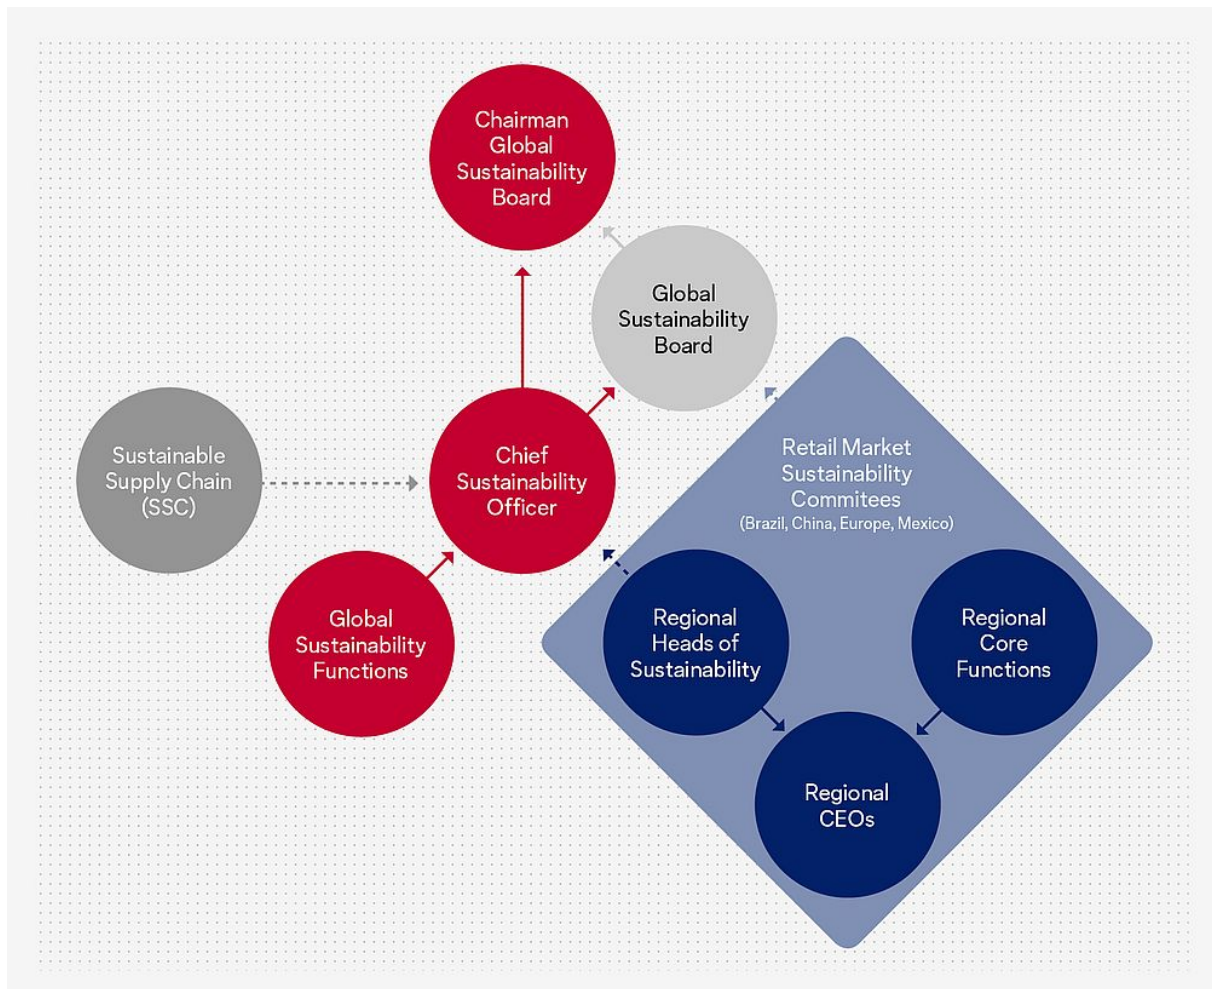 Chairman
Global
Sustainability
Board
Global
Sustainability
Board
Sustainable
Supply Chain
(SSC)
Chief
Sustainability
Officer
Retail Market
Sustainability
Commitees
(Brazil, China, Europe, Mexico)
Global
Sustainability
Functions
Regional
Heads of
Sustainability
Regional
Core
Functions
Regional
CEOs